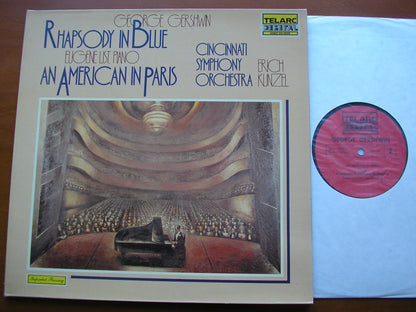 GEORGE GERSHWIN
RHAPSODY IN BLUE
EUGENE LIST PIANO
AN AMERICAN IN PARIS
CINCINNATI
SYMPHONY
ORCHESTRA
ERICH
KUNZEL
TELARC
DIGITAL
TELARC
DIGITAL
GEORGE GERSHWIN